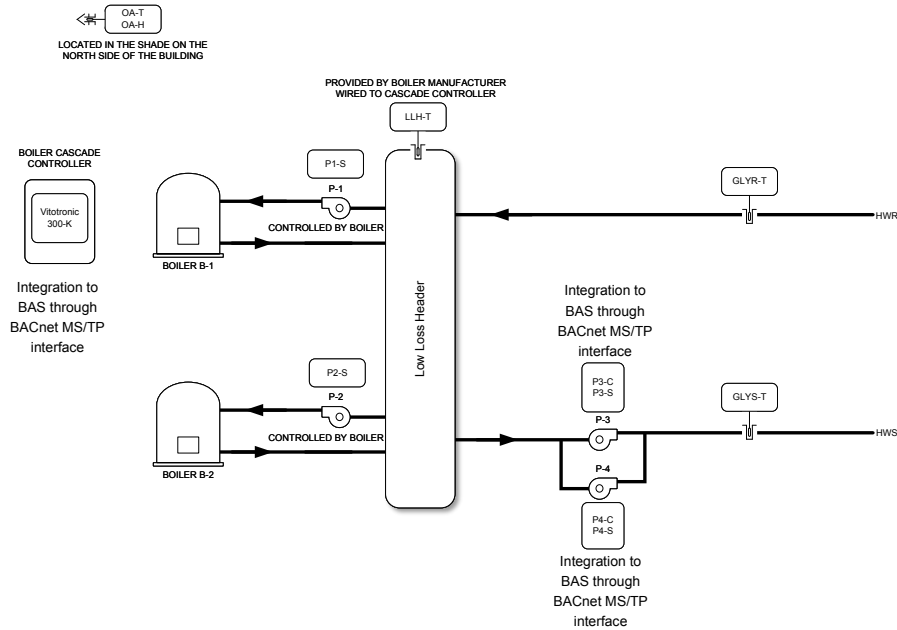 OA-T
OA-H
LOCATED IN THE SHADE ON THE
NORTH SIDE OF THE BUILDING
PROVIDED BY BOILER MANUFACTURER
WIRED TO CASCADE CONTROLLER
LLH-T
BOILER CASCADE
CONTROLLER
Vitotronic
300-K
Integration to
BAS through
BACnet MS/TP
interface
P1-S
P-1
CONTROLLED BY BOILER
BOILER B-1
GLYR-T
HWR
Low Loss Header
P2-S
P-2
CONTROLLED BY BOILER
BOILER B-2
Integration to
BAS through
BACnet MS/TP
interface
P3-C
P3-S
P-3
GLYS-T
HWS
P-4
P4-C
P4-S
Integration to
BAS through
BACnet MS/TP
interface